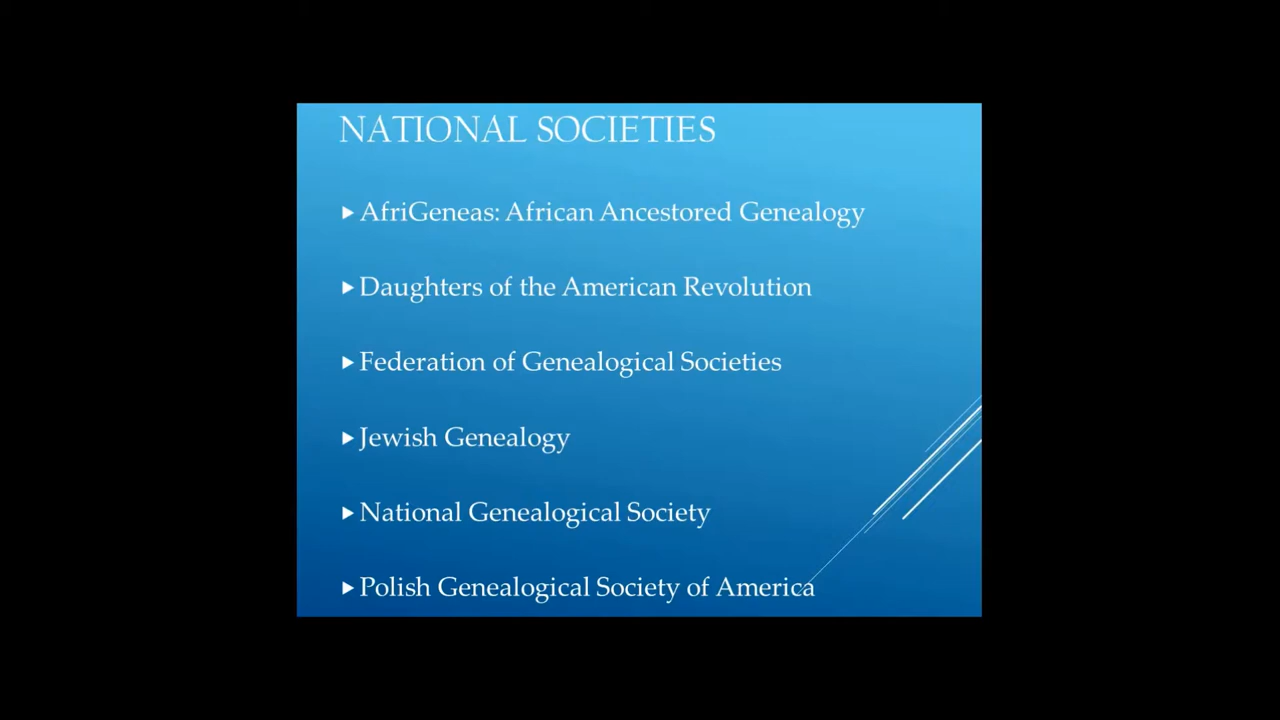 NATIONAL SOCIETIES
AfriGeneas: African Ancestored Genealogy
Daughters of the American Revolution
Federation of Genealogical Societies
Jewish Genealogy
National Genealogical Society
Polish Genealogical Society of America